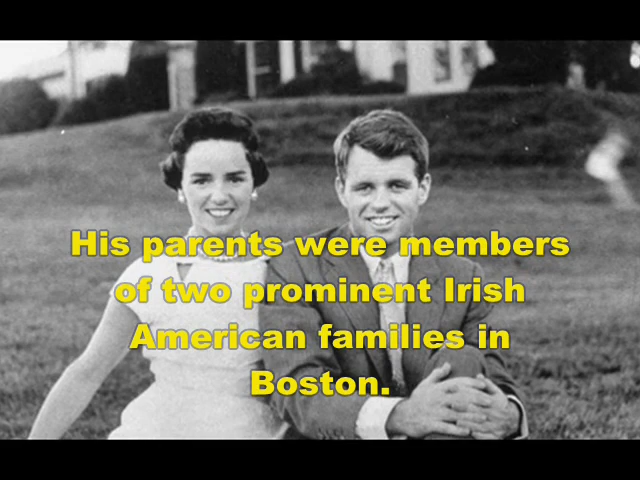 His parents were members
of two prominent Irish
American families in
Boston.